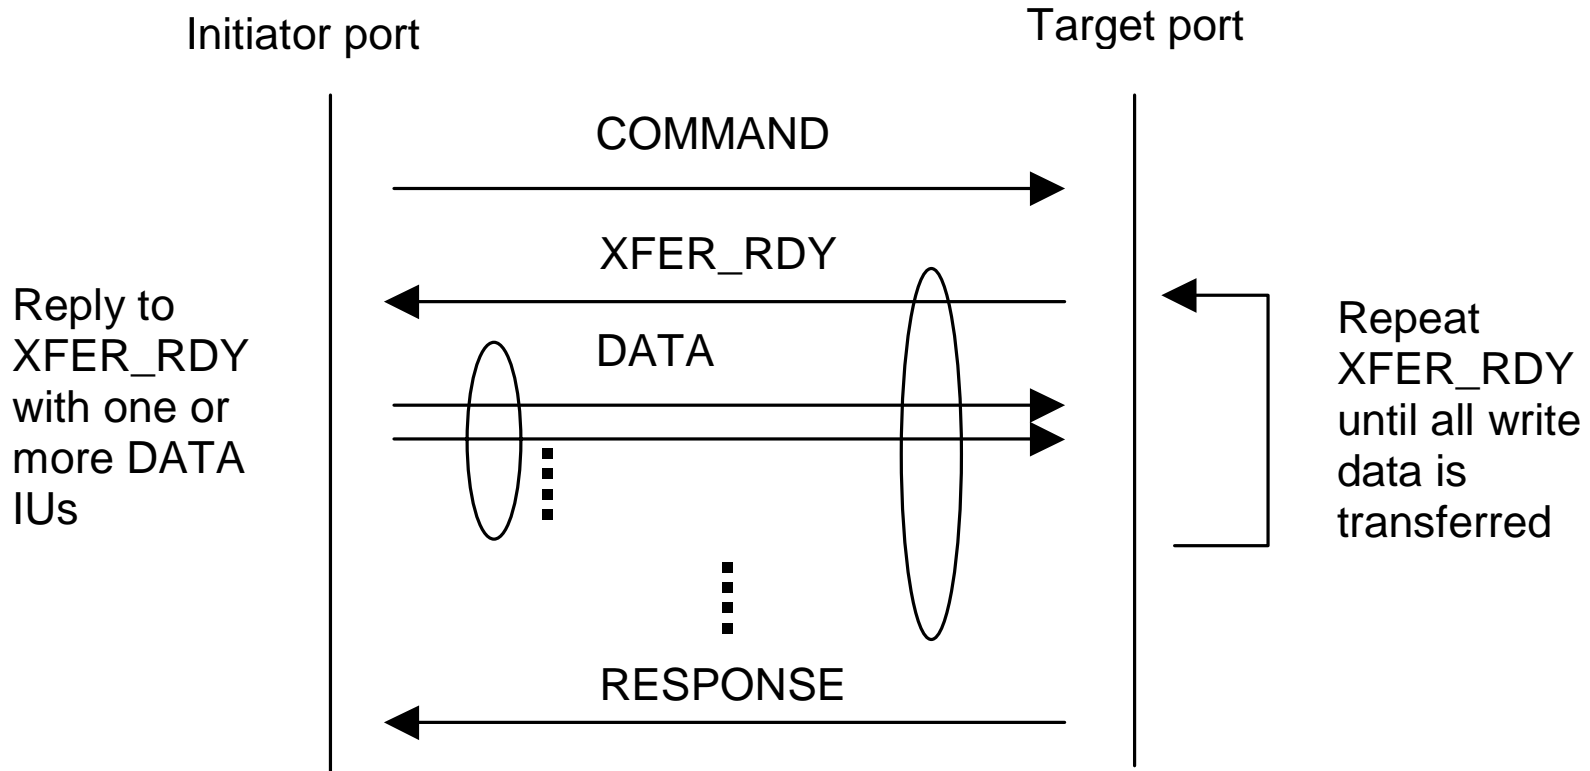 Initiator port
Target port
COMMAND
XFER_RDY
DATA
Reply to
XFER_RDY
with one or
more DATA
IUs
Repeat
XFER_RDY
until all write
data is
transferred
RESPONSE